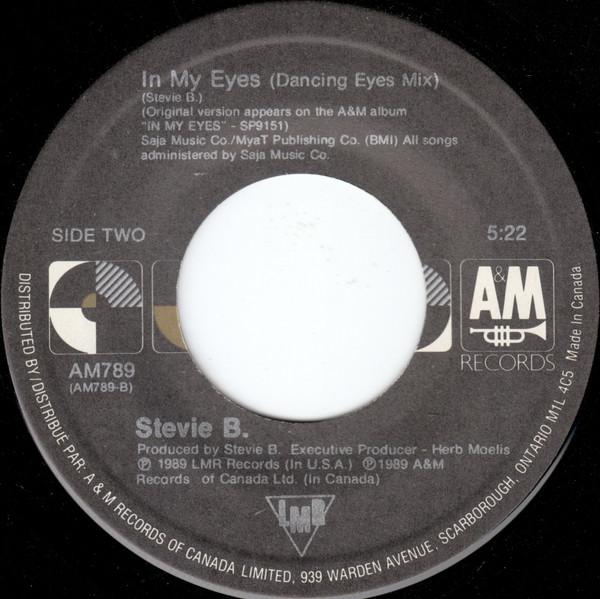 In My Eyes (Dancing Eyes Mix)
(Stevie B.)
(Original version appears on the A&M album
"IN MY EYES" - SP9151)
Saja Music Co./MyaT Publishing Co. (BMI) All songs
administered by Saja Music Co.
SIDE TWO
5:22
A&M
RECORDS
AM789
(AM789-B)
Stevie B.
Produced by Stevie B. Executive Producer - Herb Moelis
℗ 1989 LMR Records (In U.S.A.) ℗1989 A&M
Records of Canada Ltd. (in Canada)
LMR
DISTRIBUTED BY/DISTRIBUE PAR: A & M RECORDS OF CANADA LIMITED, 939 WARDEN AVENUE, SCARBOROUGH, ONTARIO M1L 4C5 Made In Canada